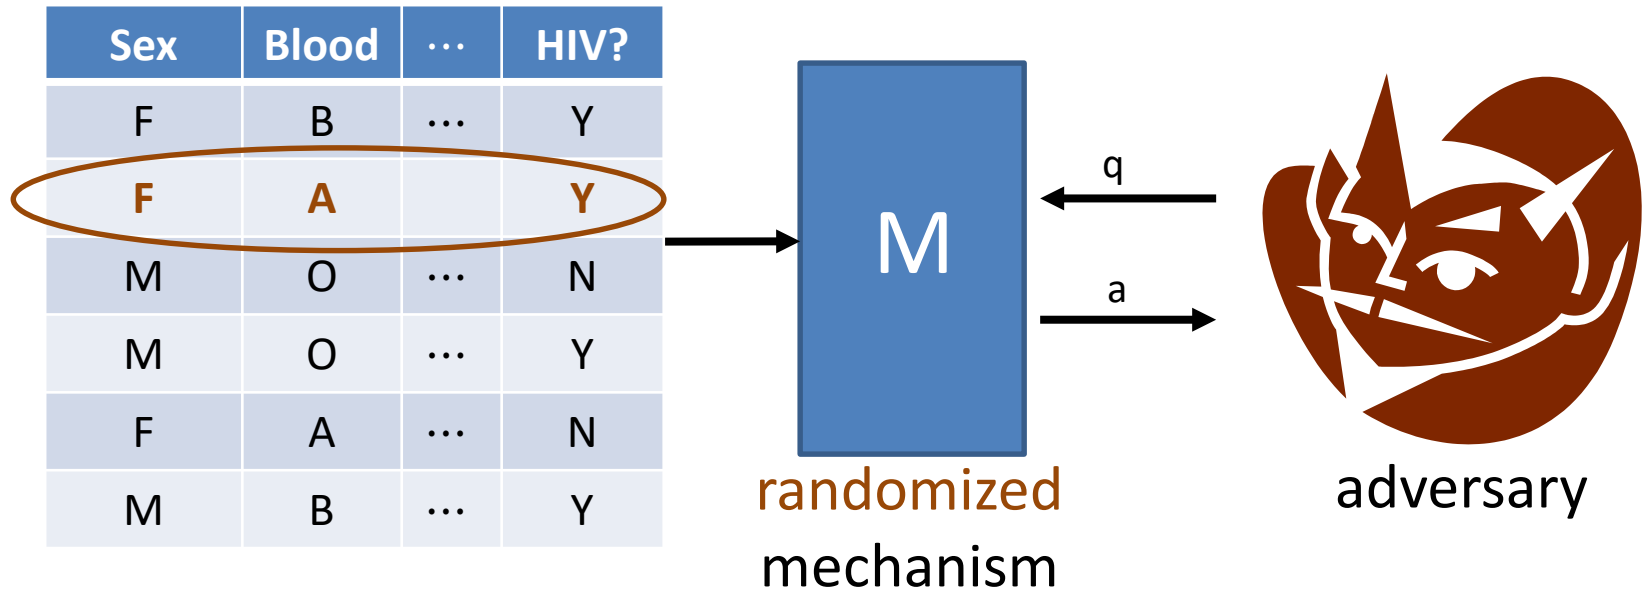 Sex Blood ... HIV?
F B ... Y
F A Y
M O ... N
M O ... Y
F A ... N
M B ... Y
M
q
a
randomized
mechanism
adversary